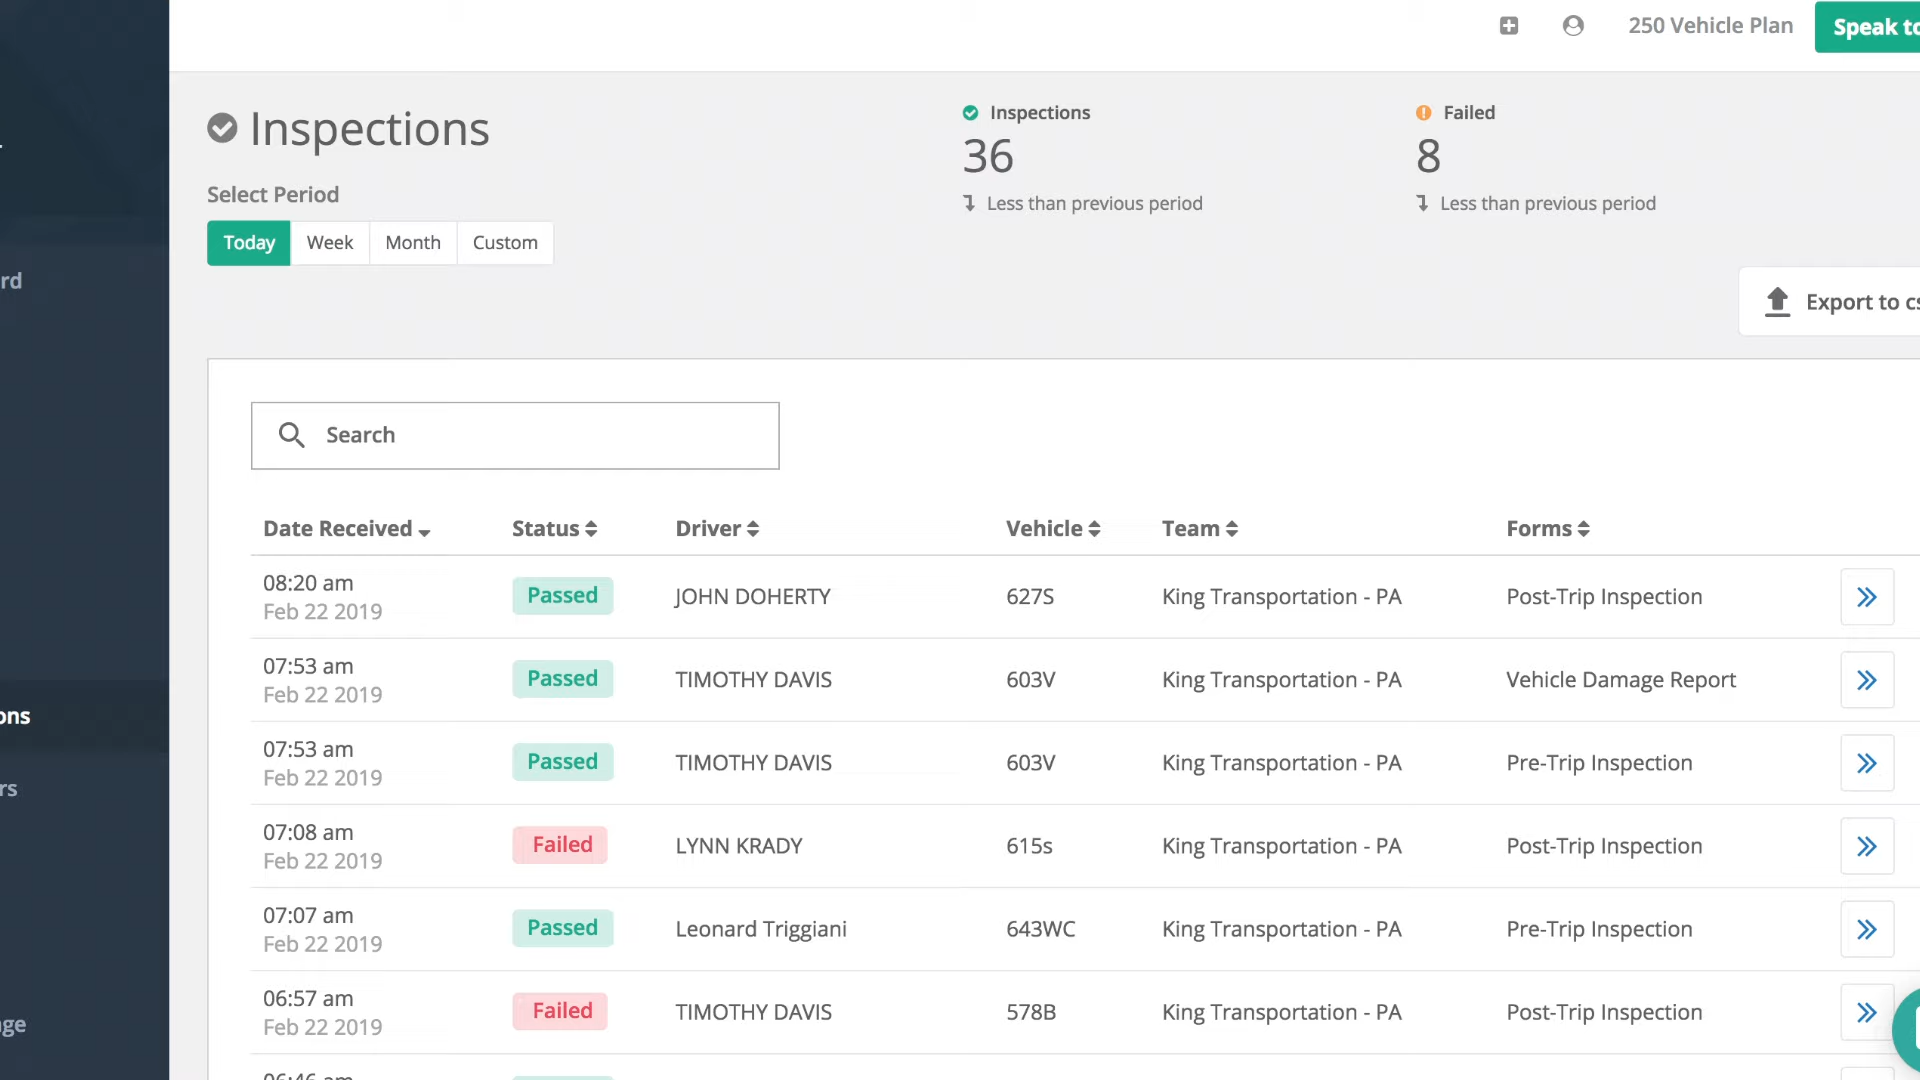 250 Vehicle Plan
Speak to
Inspections
Inspections
36
Less than previous period
Failed
8
Less than previous period
Select Period
Today Week Month Custom
rd
Export to cs
Search
Date Received Status Driver Vehicle Team Forms
08:20 am
Feb 22 2019
Passed JOHN DOHERTY 627S King Transportation - PA Post-Trip Inspection
07:53 am
Feb 22 2019
Passed TIMOTHY DAVIS 603V King Transportation - PA Vehicle Damage Report
ons
07:53 am
Feb 22 2019
Passed TIMOTHY DAVIS 603V King Transportation - PA Pre-Trip Inspection
rs
07:08 am
Feb 22 2019
Failed LYNN KRADY 615s King Transportation - PA Post-Trip Inspection
07:07 am
Feb 22 2019
Passed Leonard Triggiani 643WC King Transportation - PA Pre-Trip Inspection
06:57 am
Feb 22 2019
Failed TIMOTHY DAVIS 578B King Transportation - PA Post-Trip Inspection
ge
06:46 am